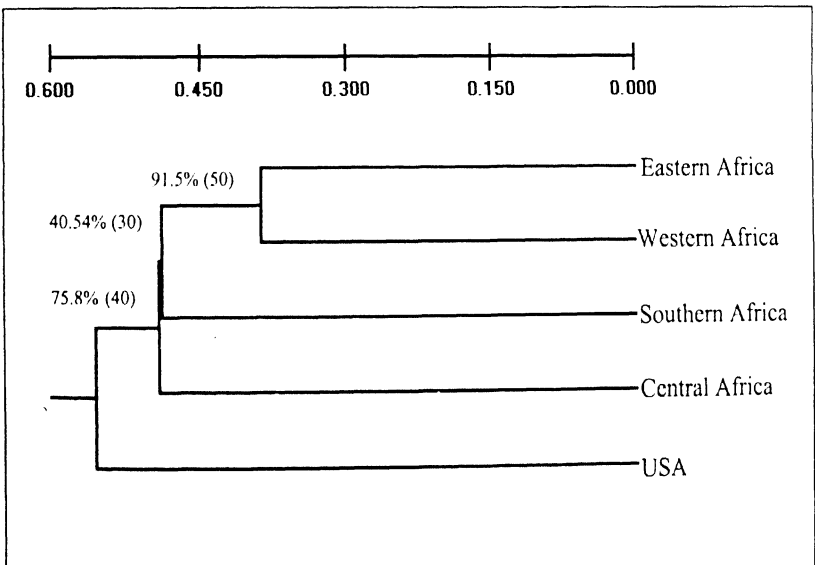 0.600 0.450 0.300 0.150 0.000
Eastern Africa
91.5% (50)
40.54% (30)
Western Africa
75.8% (40)
Southern Africa
Central Africa
USA